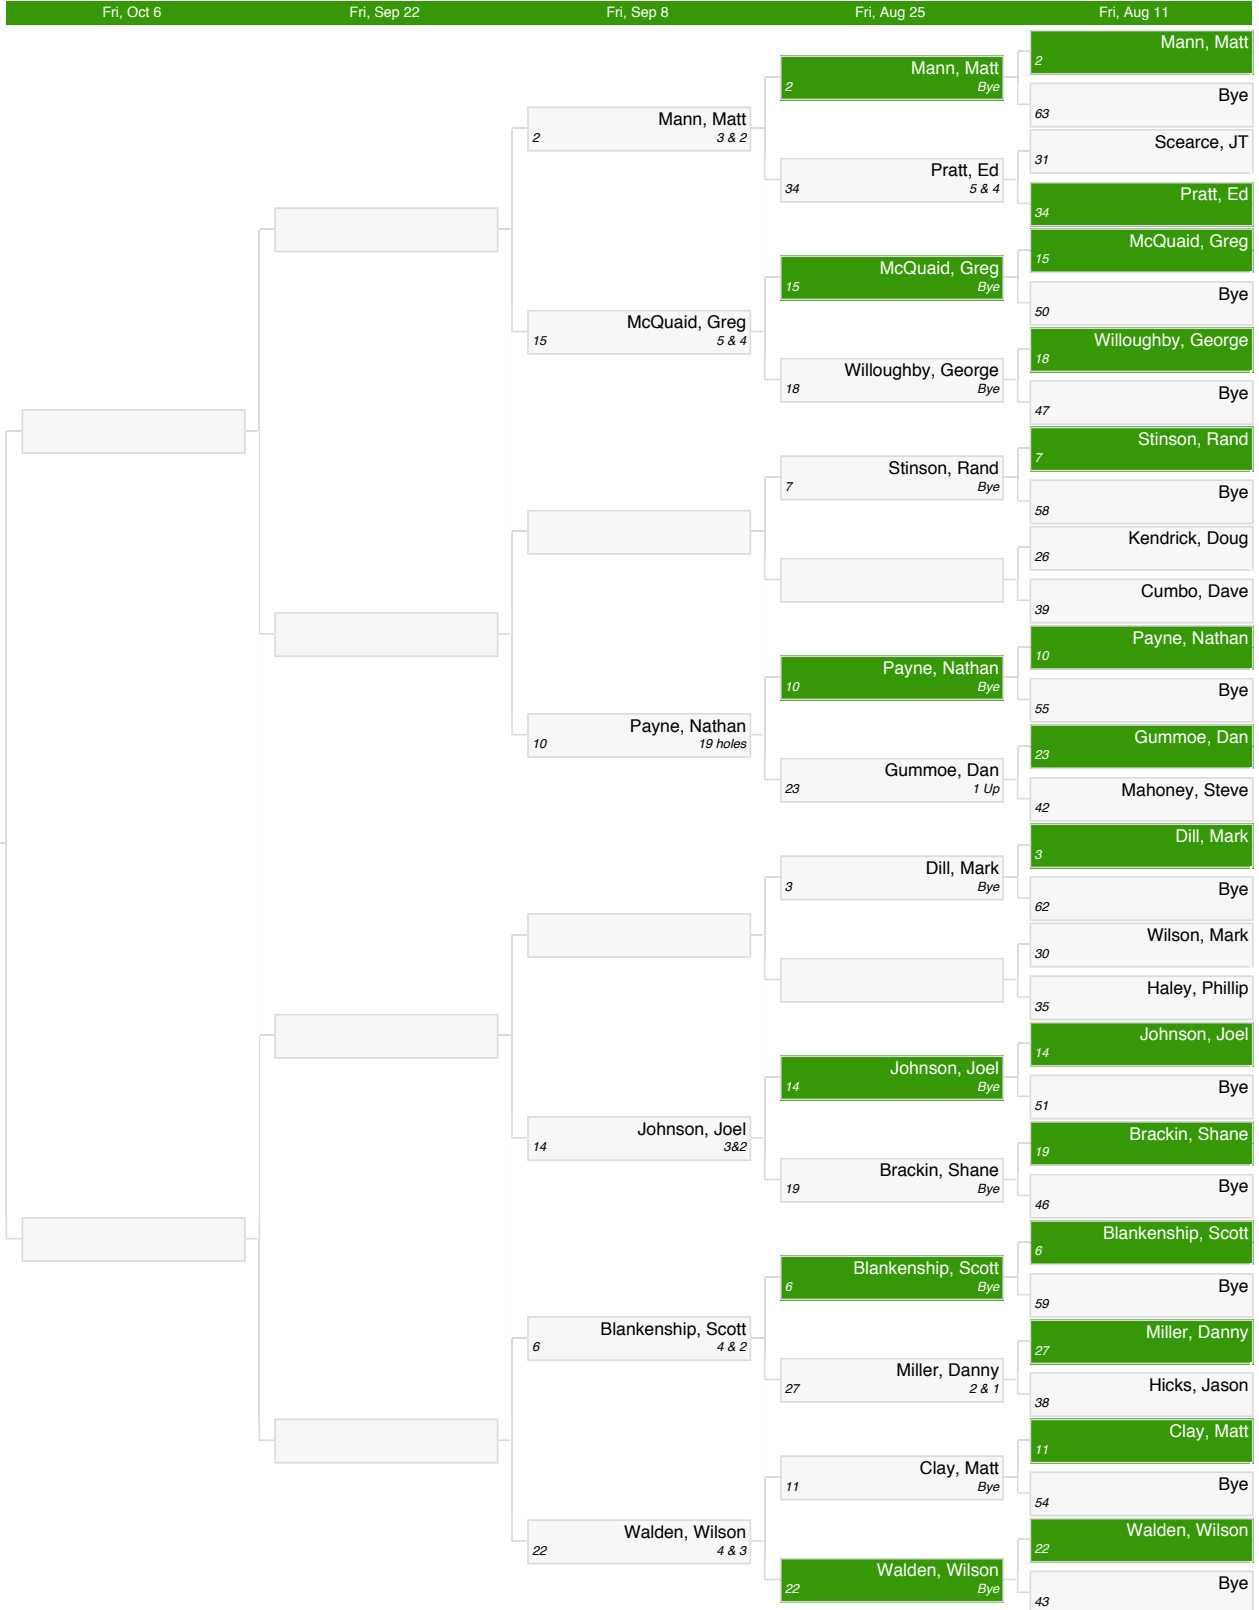 Fri, Oct 6
Fri, Sep 22
Fri, Sep 8
Fri, Aug 25
Fri, Aug 11
Mann, Matt
2
Bye
63
Scearce, JT
31
Pratt, Ed
34
McQuaid, Greg
15
Bye
50
Willoughby, George
18
Bye
47
Stinson, Rand
7
Bye
58
Kendrick, Doug
26
Cumbo, Dave
39
Payne, Nathan
10
Bye
55
Gummoe, Dan
23
Mahoney, Steve
42
Dill, Mark
3
Bye
62
Wilson, Mark
30
Haley, Phillip
35
Johnson, Joel
14
Bye
51
Brackin, Shane
19
Bye
46
Blankenship, Scott
6
Bye
59
Miller, Danny
27
Hicks, Jason
38
Clay, Matt
11
Bye
54
Walden, Wilson
22
Bye
43
Mann, Matt
2 Bye
Pratt, Ed
34 5 & 4
McQuaid, Greg
15 Bye
Willoughby, George
18 Bye
Stinson, Rand
7 Bye
Payne, Nathan
10 Bye
Gummoe, Dan
23 1 Up
Dill, Mark
3 Bye
Johnson, Joel
14 Bye
Brackin, Shane
19 Bye
Blankenship, Scott
6 Bye
Miller, Danny
27 2 & 1
Clay, Matt
11 Bye
Walden, Wilson
22 Bye
Mann, Matt
2 3 & 2
McQuaid, Greg
15 5 & 4
Payne, Nathan
10 19 holes
Johnson, Joel
14 3&2
Blankenship, Scott
6 4 & 2
Walden, Wilson
22 4 & 3